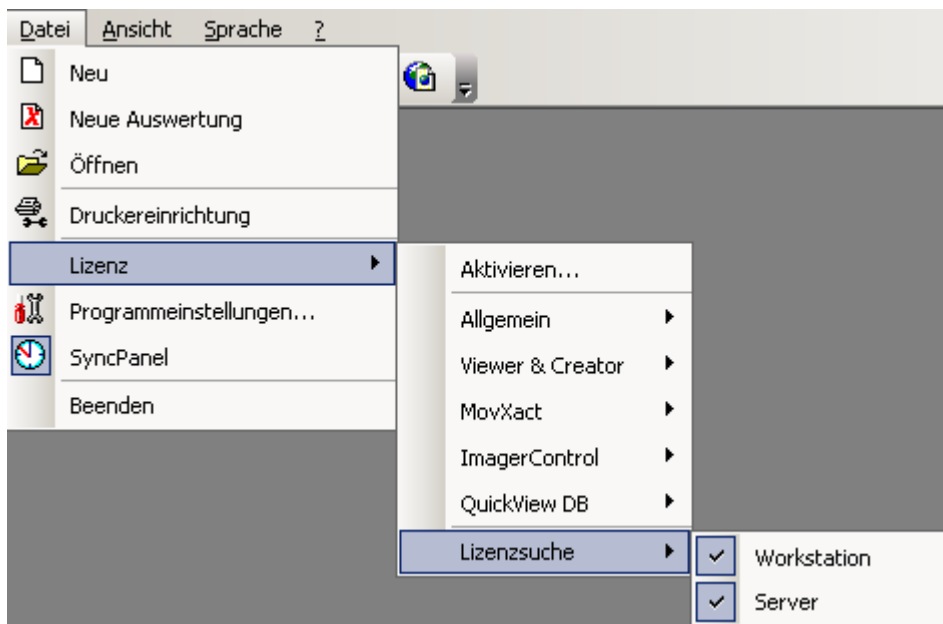 Datei Ansicht Sprache ?
Neu
Neue Auswertung
Öffnen
Druckereinrichtung
Lizenz
Programmeinstellungen...
SyncPanel
Beenden
Aktivieren...
Allgemein
Viewer & Creator
MovXact
ImagerControl
QuickView DB
Lizenzsuche
Workstation
Server